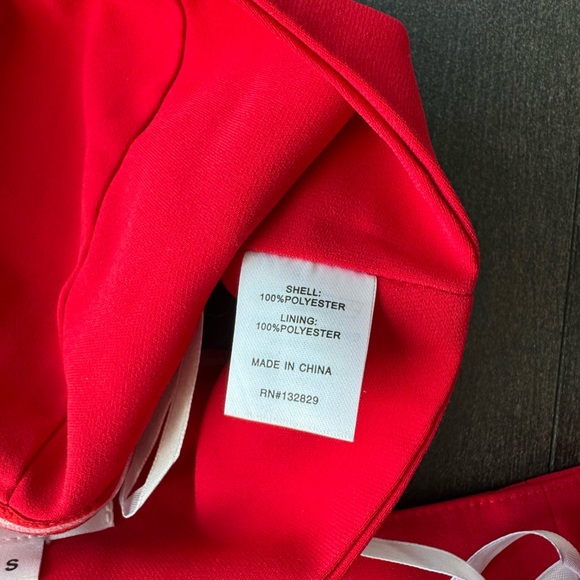 SHELL:
100%POLYESTER
LINING:
100%POLYESTER
MADE IN CHINA
RN#132829
S